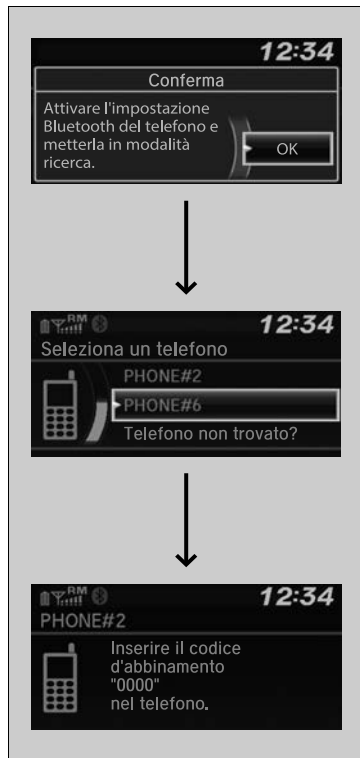 12:34
Conferma
Attivare l'impostazione
Bluetooth del telefono e
metterla in modalità
ricerca.
OK
RM
12:34
Seleziona un telefono
PHONE#2
PHONE#6
Telefono non trovato?
RM
12:34
PHONE#2
Inserire il codice
d'abbinamento
"0000"
nel telefono.